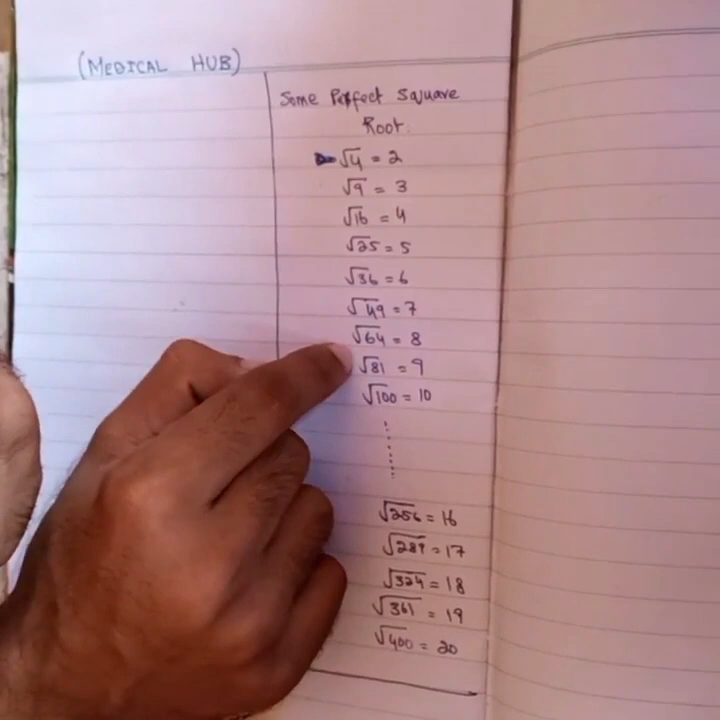 (MEDICAL HUB)
Some Perfect Sqjuare
Root.
√4 = 2
√9 = 3
√16 = 4
√25 = 5
√36 = 6
√49 = 7
√64 = 8
√81 = 9
√100 = 10
√256 = 16
√289 = 17
√324 = 18
√361 = 19
√400 = 20